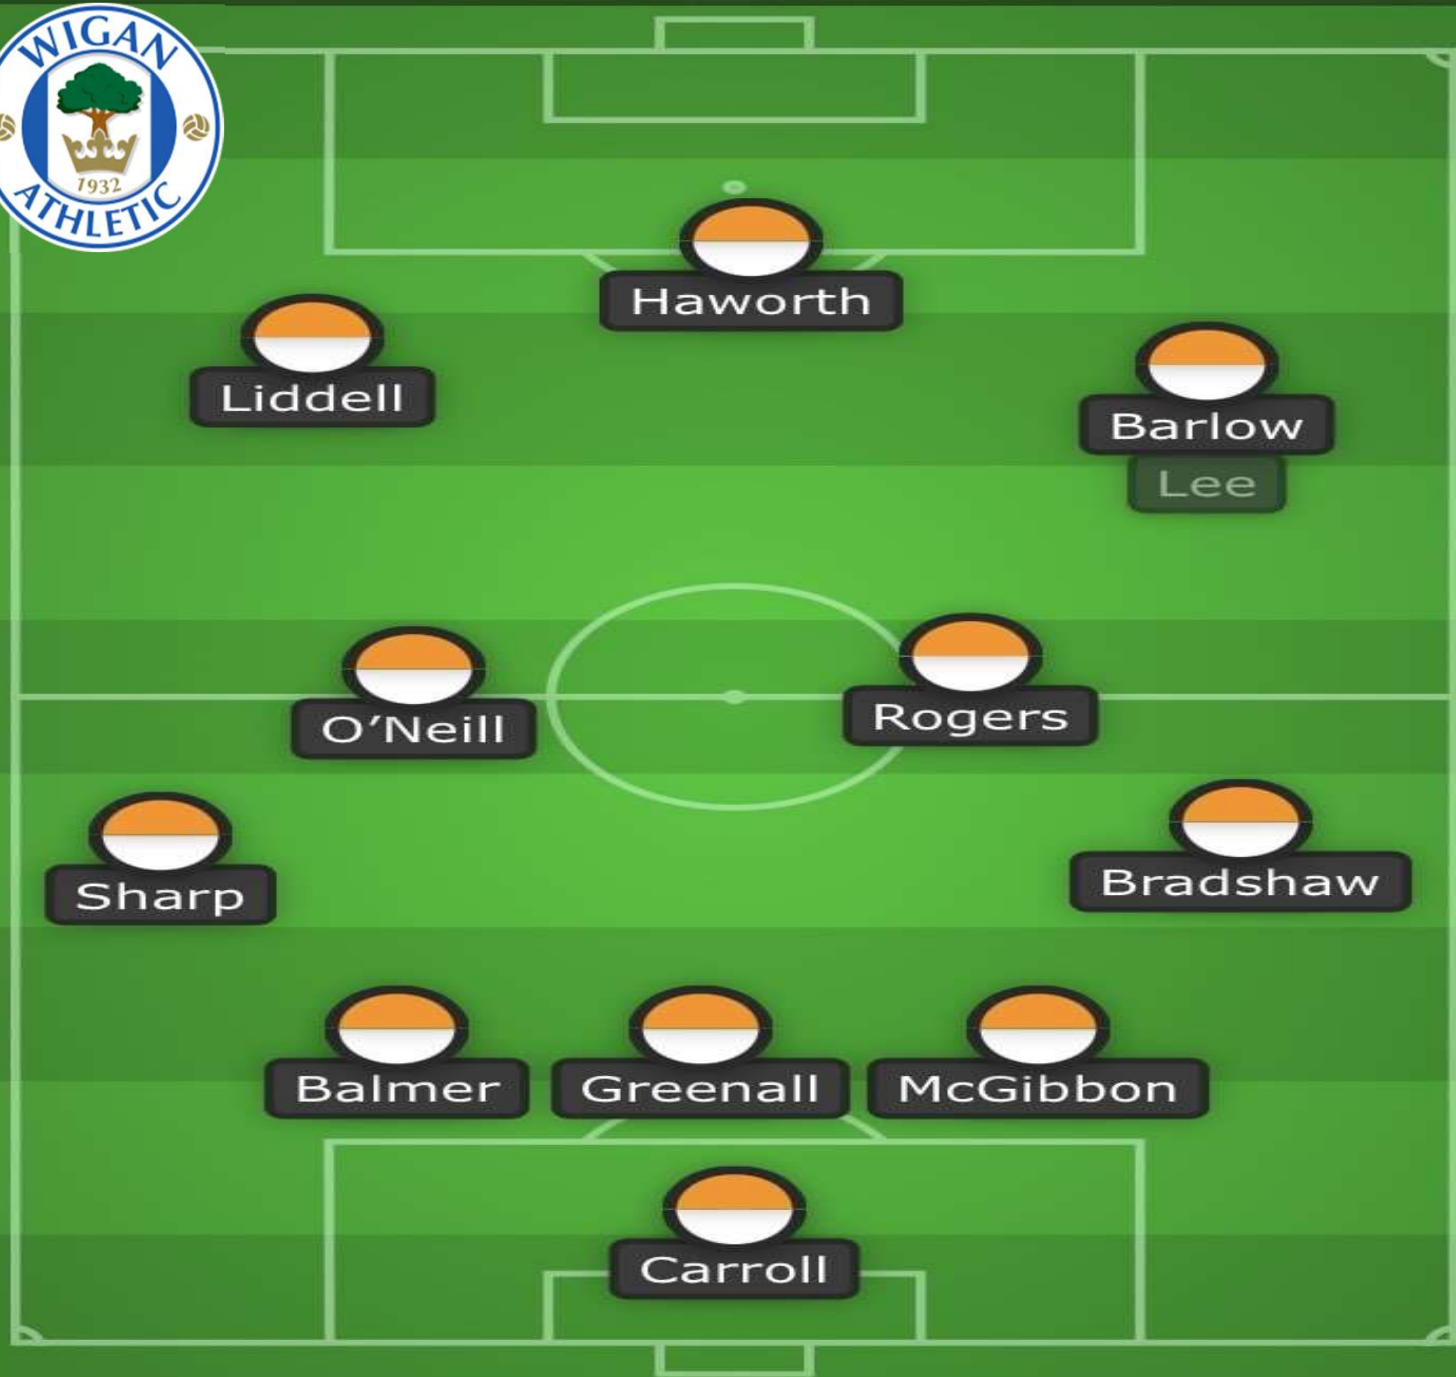 WIGAN
1932
ATHLETIC
Haworth
Liddell
Barlow
Lee
O'Neill
Rogers
Sharp
Bradshaw
Balmer
Greenall
McGibbon
Carroll